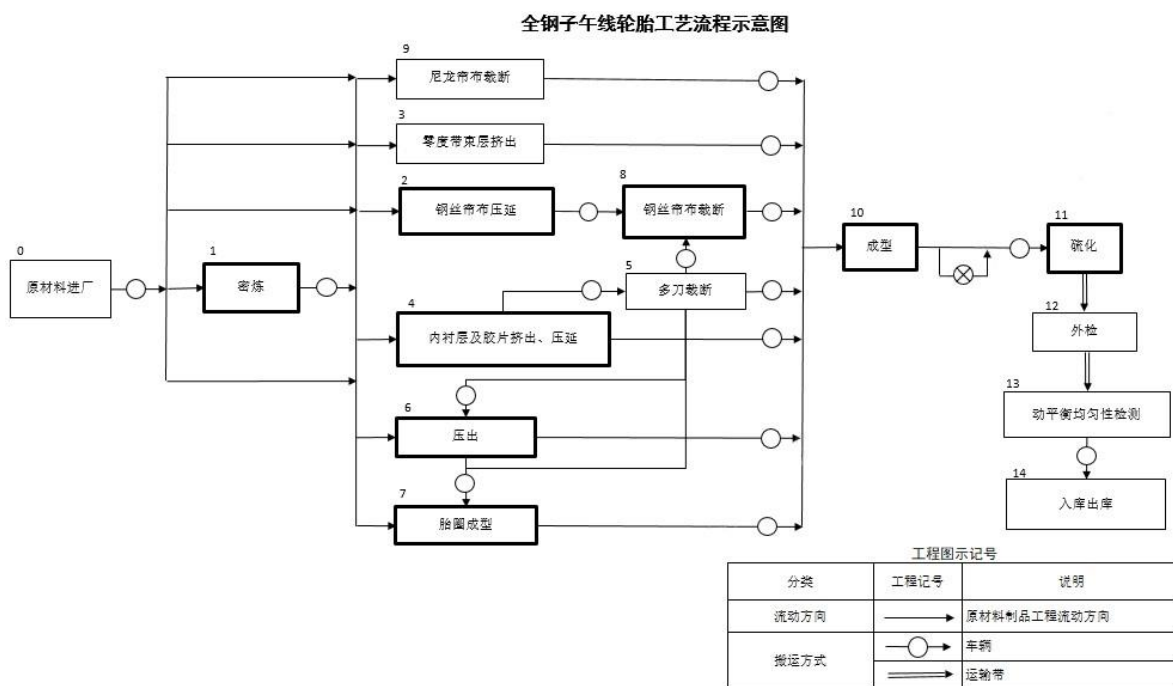 全钢子午线轮胎工艺流程示意图
9
尼龙帘布裁断
3
零度带束层挤出
2
钢丝帘布压延
8
钢丝帘布裁断
0
原材料进厂
1
密炼
4
内衬层及胶片挤出、压延
5
多刀裁断
6
压出
7
胎圈成型
10
成型
11
硫化
12
外检
13
动平衡均匀性检测
14
入库出库
工程图示记号
分类 工程记号 说明
流动方向 原材料制品工程流动方向
搬运方式 车辆
运输带